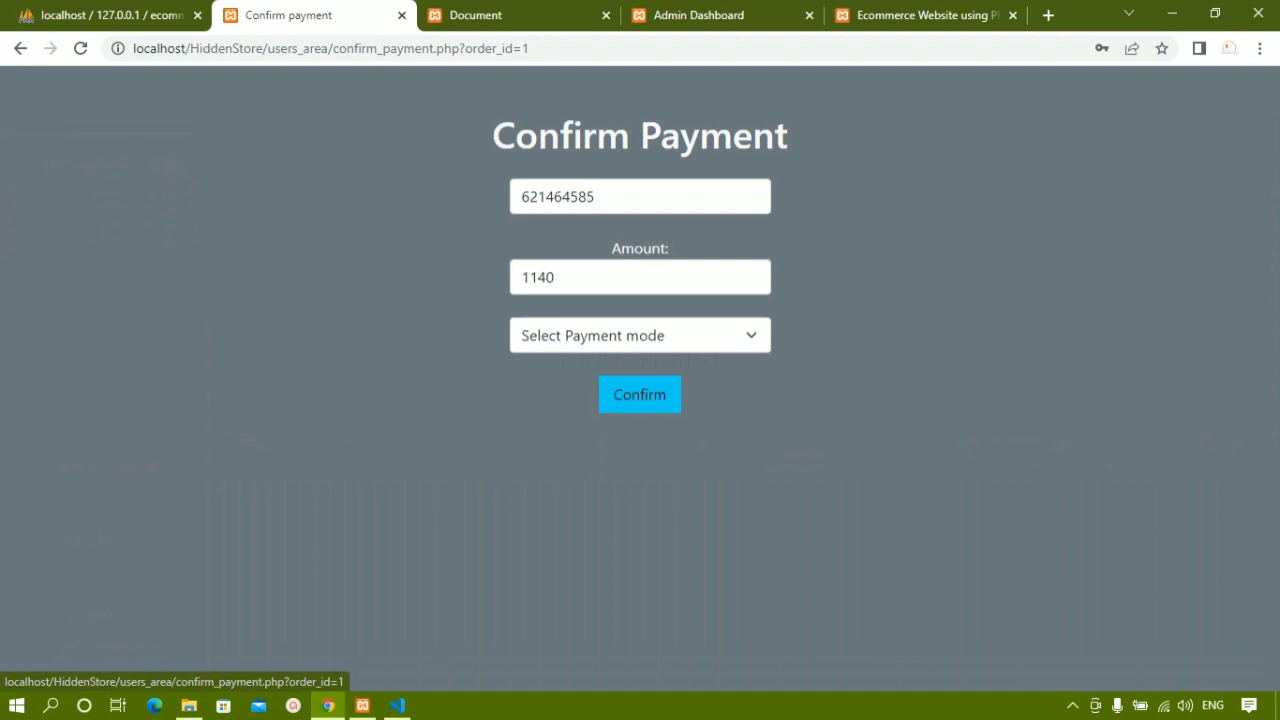 localhost / 127.0.0.1 / ecomm
Confirm payment
Document
Admin Dashboard
Ecommerce Website using P
localhost/HiddenStore/users_area/confirm_payment.php?order_id=1
Confirm Payment
621464585
Amount:
1140
Select Payment mode
Confirm
localhost/HiddenStore/users_area/confirm_payment.php?order_id=1
ENG